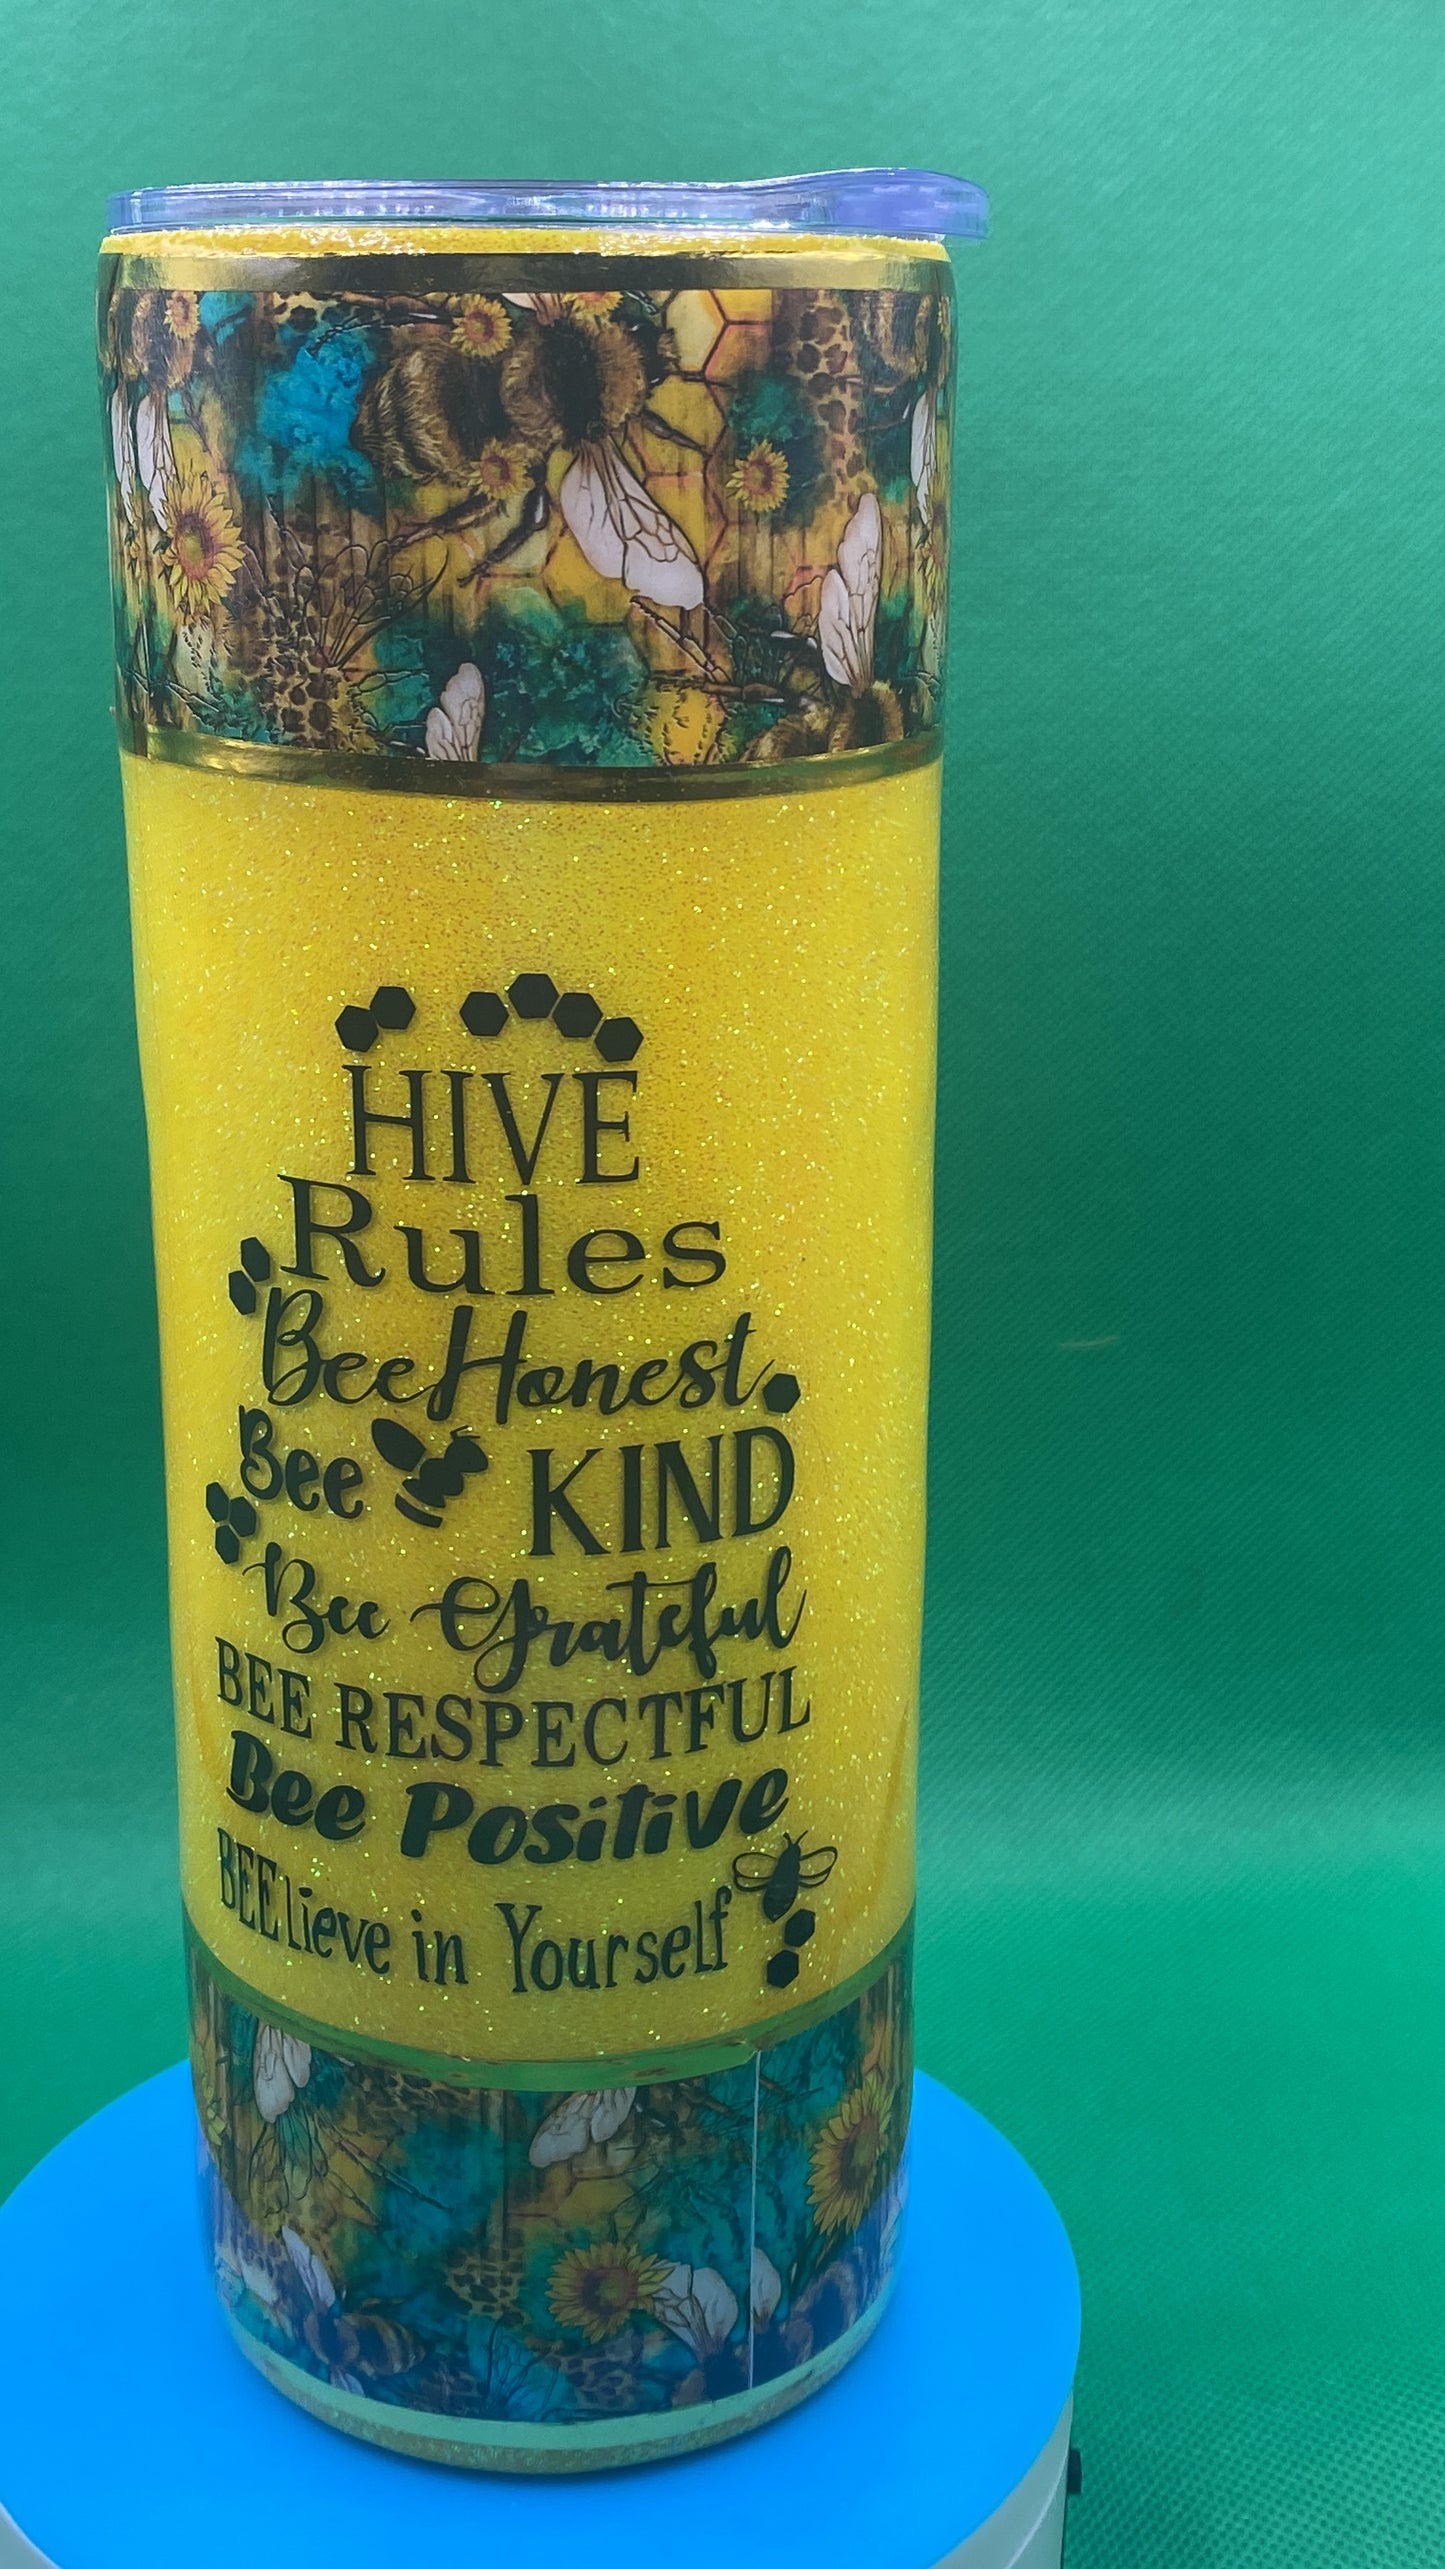 HIVE
Rules
Bee Honest
Bee KIND
Bee Grateful
BEE RESPECTFUL
Bee Positive
BEElieve in Yourself